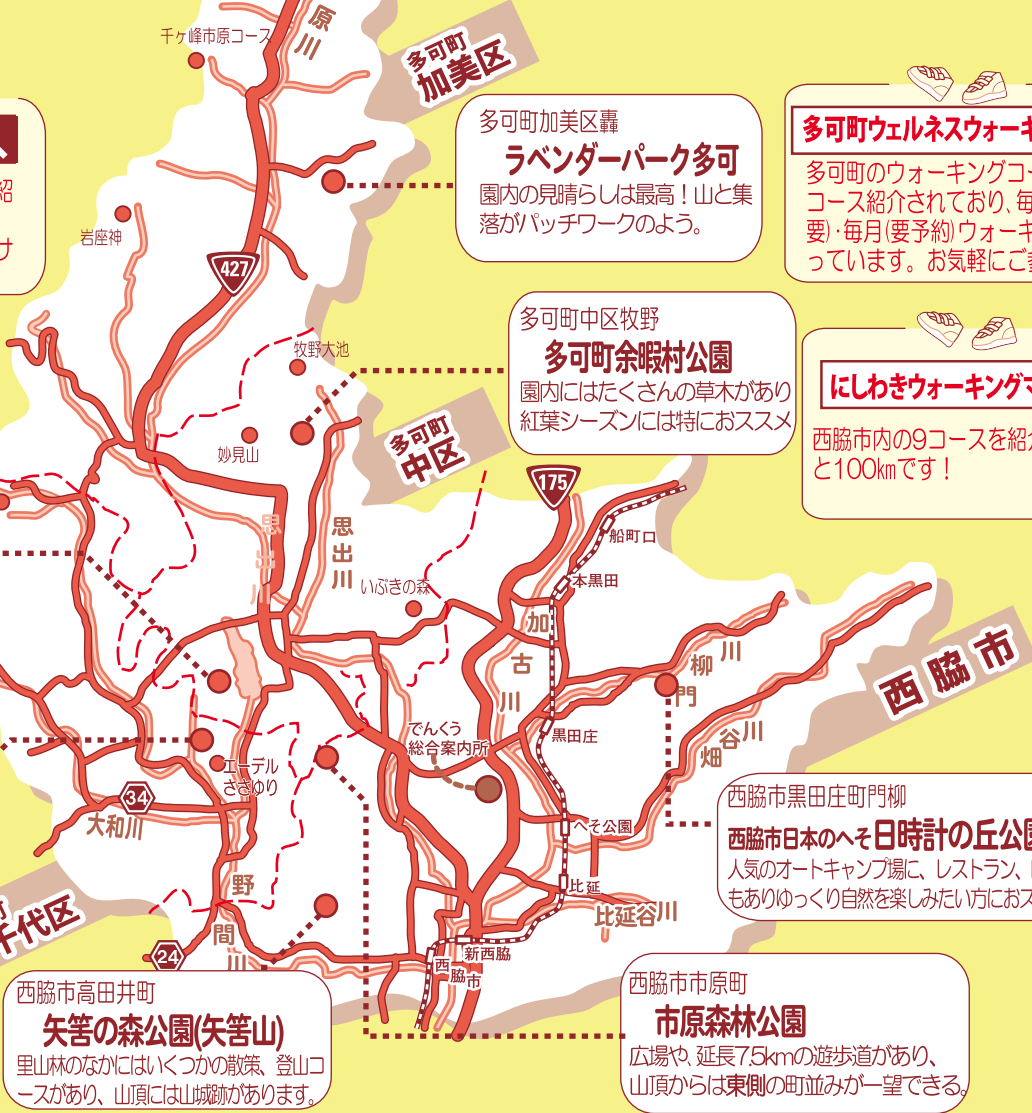 千ヶ峰市原コース
原川
多可町
加美区
多可町加美区轟
ラベンダーパーク多可
園内の見晴らしは最高！山と集
落がパッチワークのよう。
多可町ウェルネスウォーキ
多可町のウォーキングコー
コース紹介されており、毎
要)･毎月(要予約)ウォーキ
っています。お気軽にご
紹
け
岩座神
427
多可町中区牧野
多可町余暇村公園
園内にはたくさんの草木があり
紅葉シーズンには特におススメ
牧野大池
妙見山
多可町
中区
にしわきウォーキングマ
西脇市内の9コースを紹
と100kmです！
175
船町口
本黒田
思出川
思出川
いぶきの森
加古川
門柳川
畑谷川
西脇市
黒田庄
でんくう
総合案内所
エーデル
ささゆり
34
大和川
へそ公園
比延
比延谷川
西脇市黒田庄町門柳
西脇市日本のへそ日時計の丘公園
人気のオートキャンプ場に、レストラン、
もありゆっくり自然を楽しみたい方におス
千代区
野間川
24
新西脇
西脇市
西脇市高田井町
矢筈の森公園(矢筈山)
里山林のなかにはいくつかの散策、登山コ
ースがあり、山頂には山城跡があります。
西脇市市原町
市原森林公園
広場や、延長7.5kmの遊歩道があり、
山頂からは東側の町並みが一望できる。